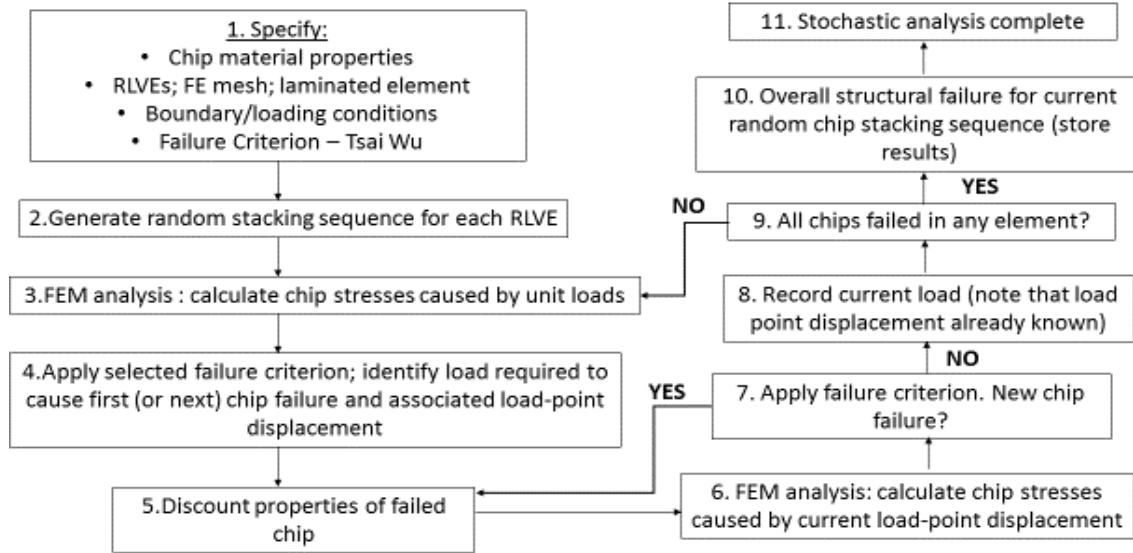 1. Specify:
• Chip material properties
• RLVEs; FE mesh; laminated element
• Boundary/loading conditions
• Failure Criterion – Tsai Wu
2.Generate random stacking sequence for each RLVE
3.FEM analysis : calculate chip stresses caused by unit loads
4.Apply selected failure criterion; identify load required to
cause first (or next) chip failure and associated load-point
displacement
5.Discount properties of failed
chip
6. FEM analysis: calculate chip stresses
caused by current load-point displacement
7. Apply failure criterion. New chip
failure?
YES
NO
8. Record current load (note that load
point displacement already known)
9. All chips failed in any element?
NO
YES
10. Overall structural failure for current
random chip stacking sequence (store
results)
11. Stochastic analysis complete